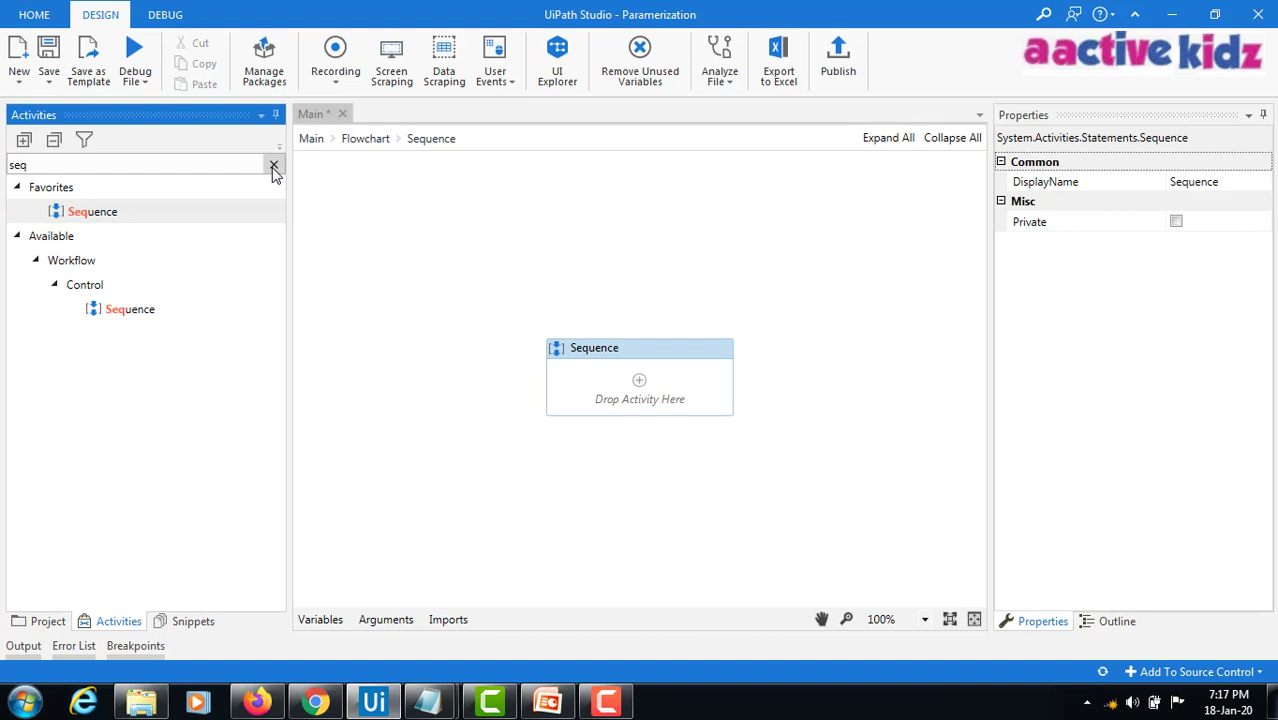 HOME DESIGN DEBUG UiPath Studio - Paramerization
New Save Save as Template Debug File Cut Copy Paste Manage Packages Recording Screen Scraping Data Scraping User Events UI Explorer Remove Unused Variables Analyze File Export to Excel Publish
aactive kidz
Activities
seq
Favorites
Sequence
Available
Workflow
Control
Sequence
Project Activities Snippets
Main *
Main > Flowchart > Sequence Expand All Collapse All
Sequence
Drop Activity Here
Variables Arguments Imports 100%
Properties
System.Activities.Statements.Sequence
Common
DisplayName Sequence
Misc
Private
Properties Outline
Output Error List Breakpoints
Add To Source Control
Ui
7:17 PM
18-Jan-20